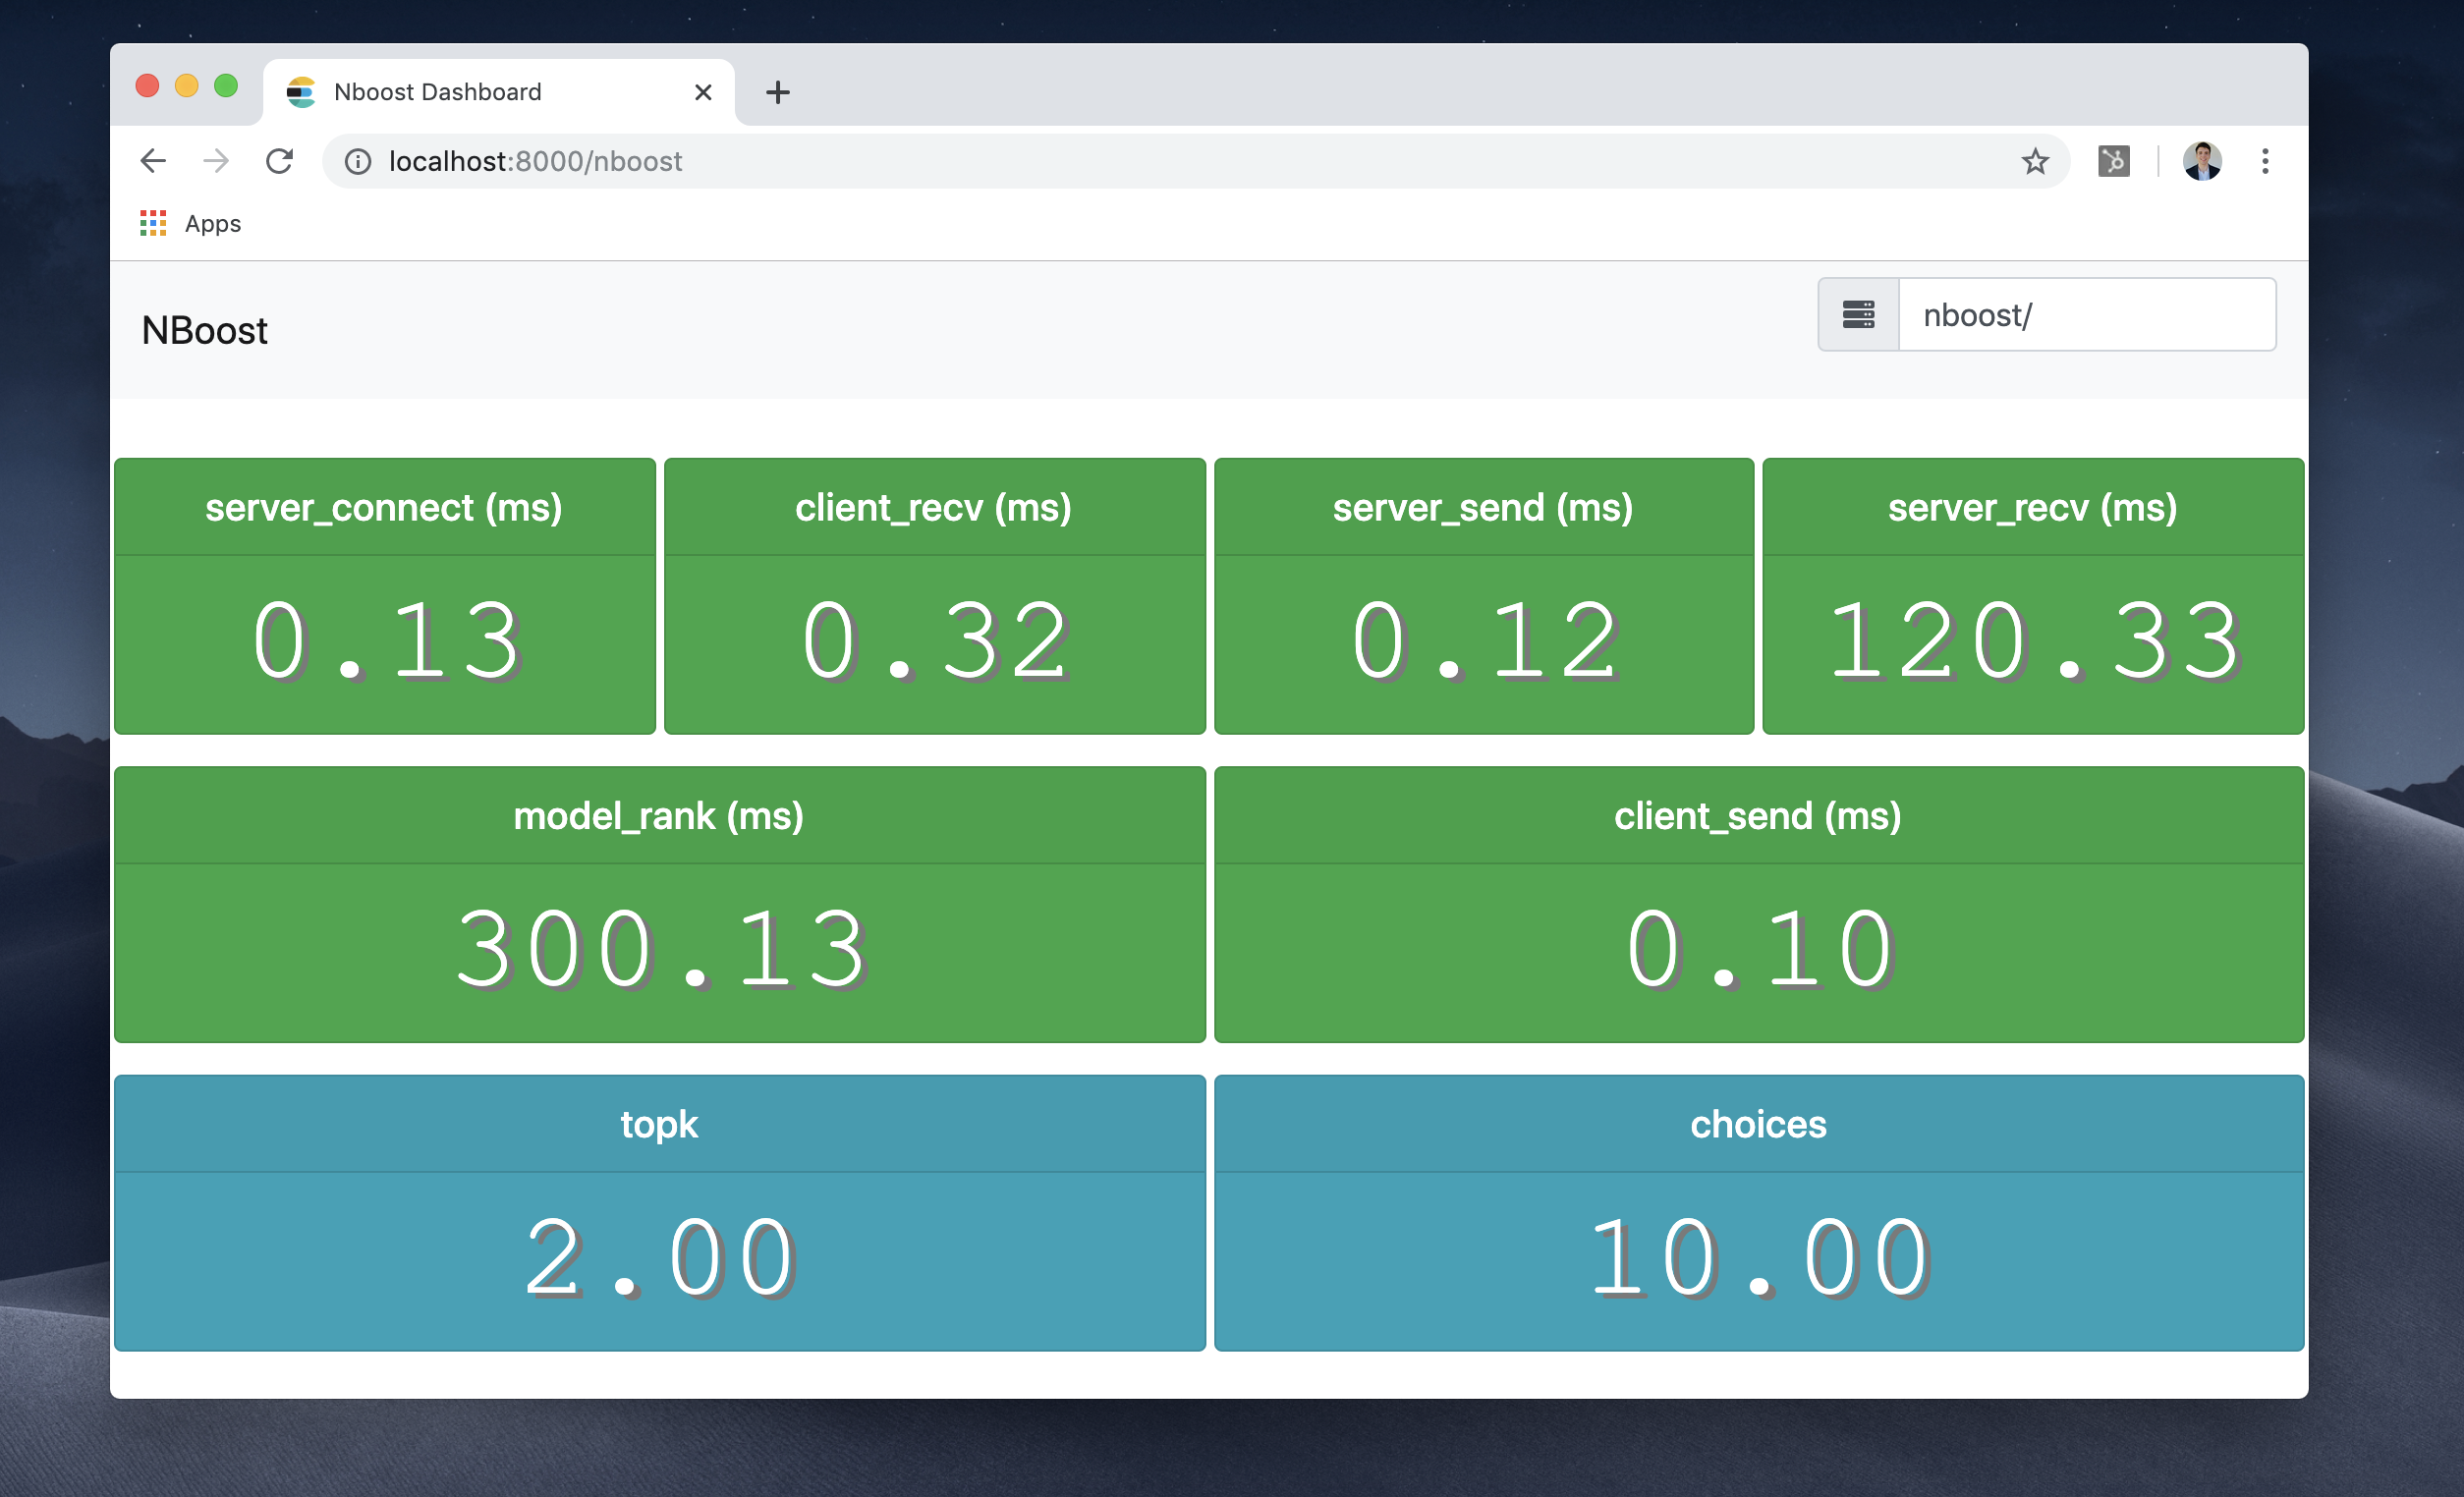 Nboost Dashboard
localhost:8000/nboost
Apps
NBoost
nboost/
server_connect (ms)
client_recv (ms)
server_send (ms)
server_recv (ms)
0.13
0.32
0.12
120.33
model_rank (ms)
client_send (ms)
300.13
0.10
topk
choices
2.00
10.00